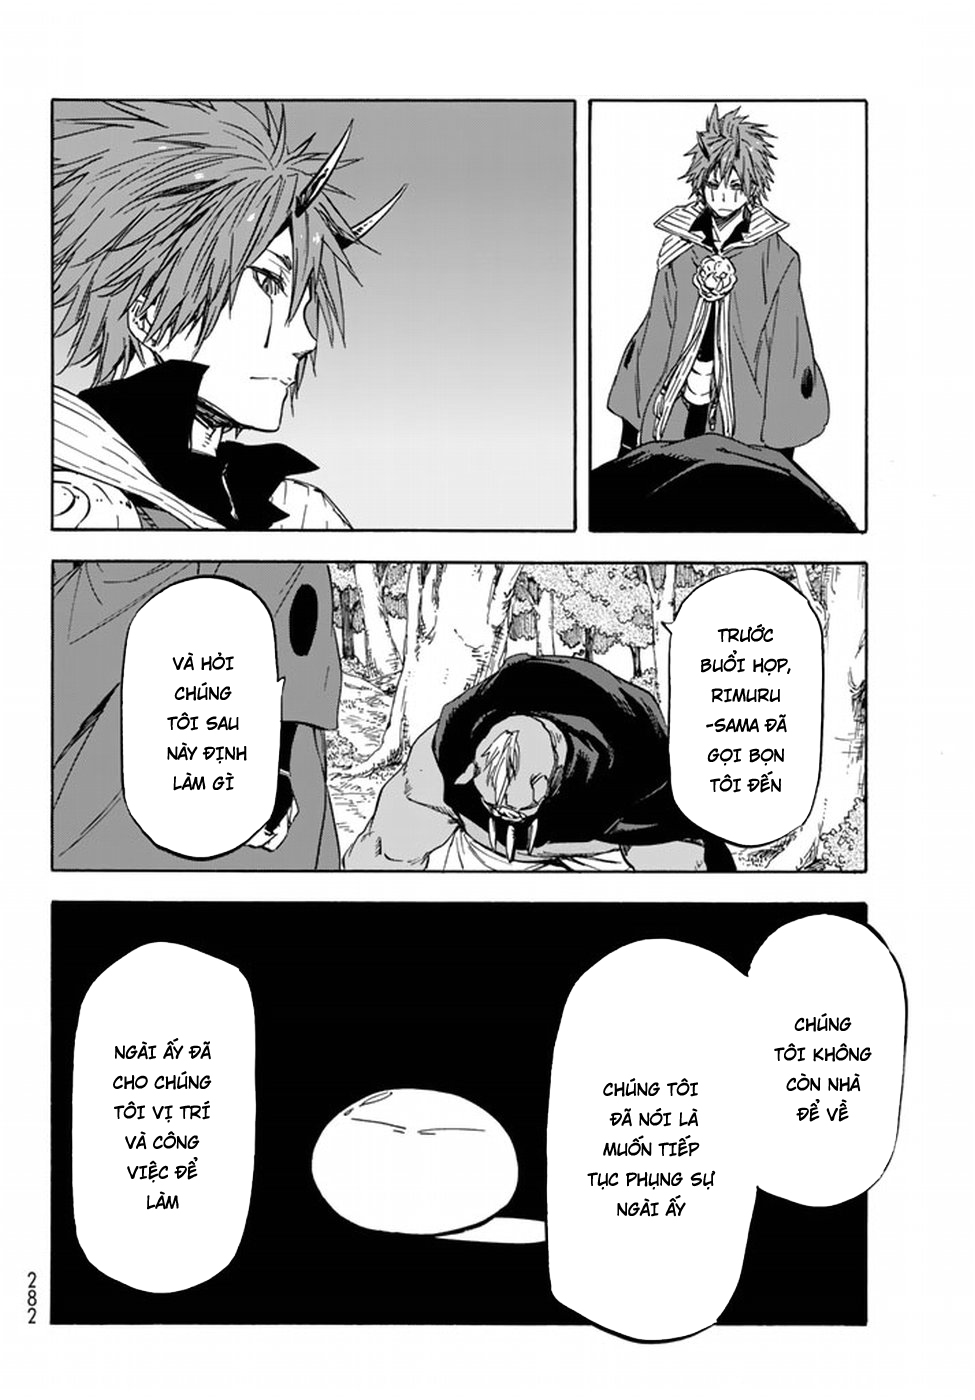 TRƯỚC
BUỔI HỌP,
RIMURU
-SAMA ĐÃ
GỌI BỌN
TÔI ĐẾN
VÀ HỎI
CHÚNG
TÔI SAU
NÀY ĐỊNH
LÀM GÌ
CHÚNG
TÔI KHÔNG
CÒN NHÀ
ĐỂ VỀ
CHÚNG TÔI
ĐÃ NÓI LÀ
MUỐN TIẾP
TỤC PHỤNG SỰ
NGÀI ẤY
NGÀI ẤY ĐÃ
CHO CHÚNG
TÔI VỊ TRÍ
VÀ CÔNG
VIỆC ĐỂ
LÀM
282